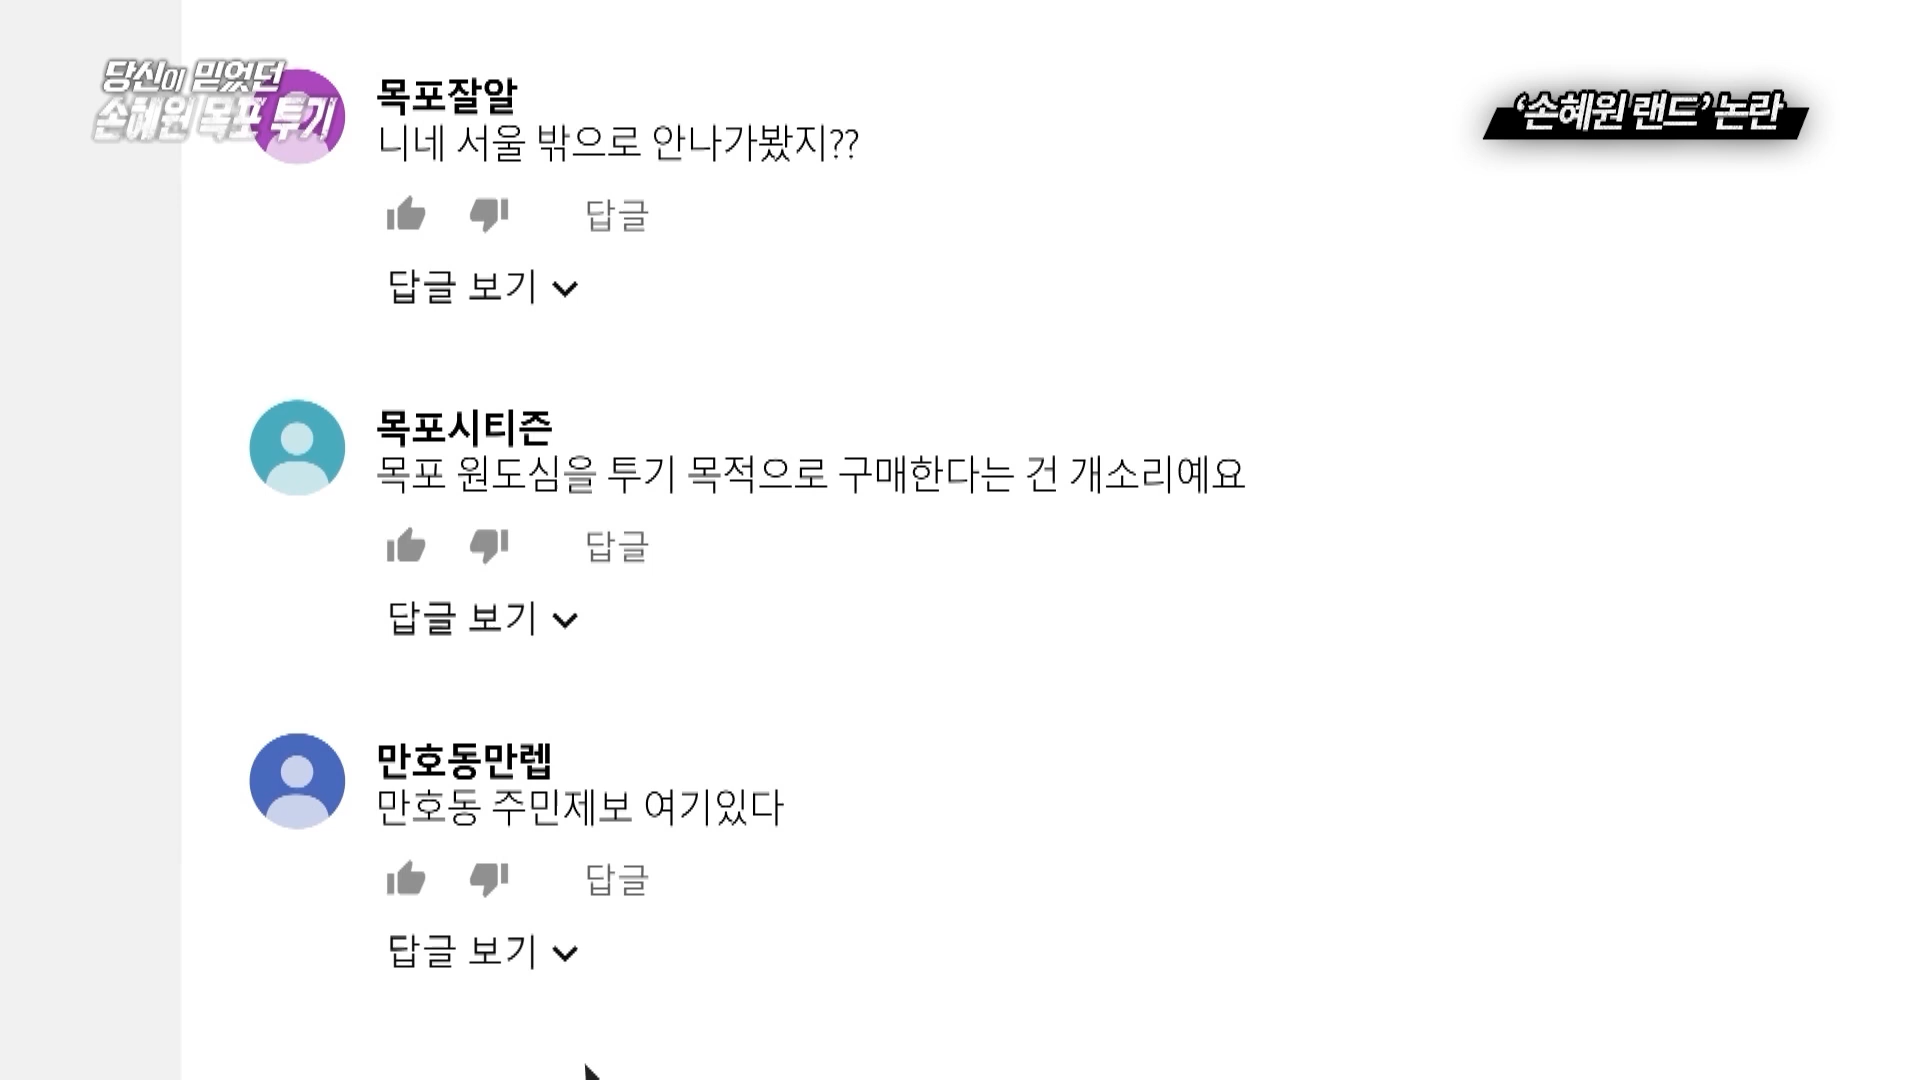 당신이 믿었던
손혜원 목포 투기
'손혜원 랜드' 논란
목포잘알
니네 서울 밖으로 안나가봤지??
답글
답글 보기
목포시티즌
목포 원도심을 투기 목적으로 구매한다는 건 개소리예요
답글
답글 보기
만호동만렙
만호동 주민제보 여기있다
답글
답글 보기